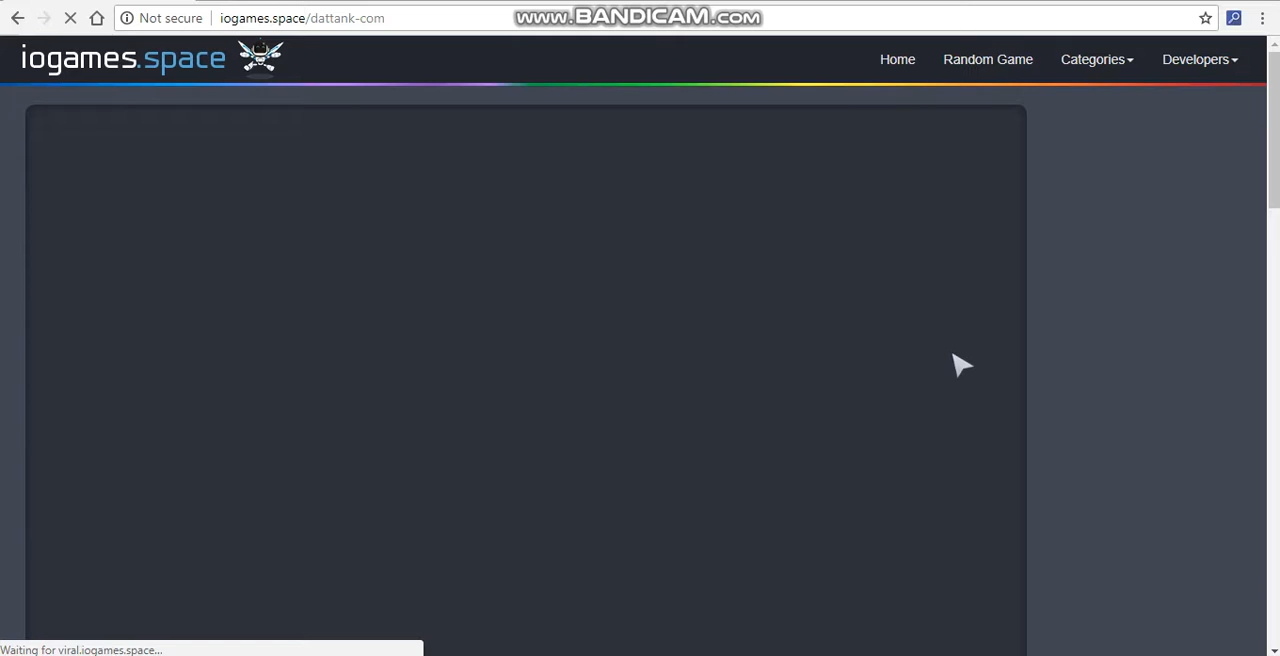 Not secure
iogames.space/dattank-com
www.BANDICAM.com
iogames.space
Home
Random Game
Categories
Developers
Waiting for viral.iogames.space...